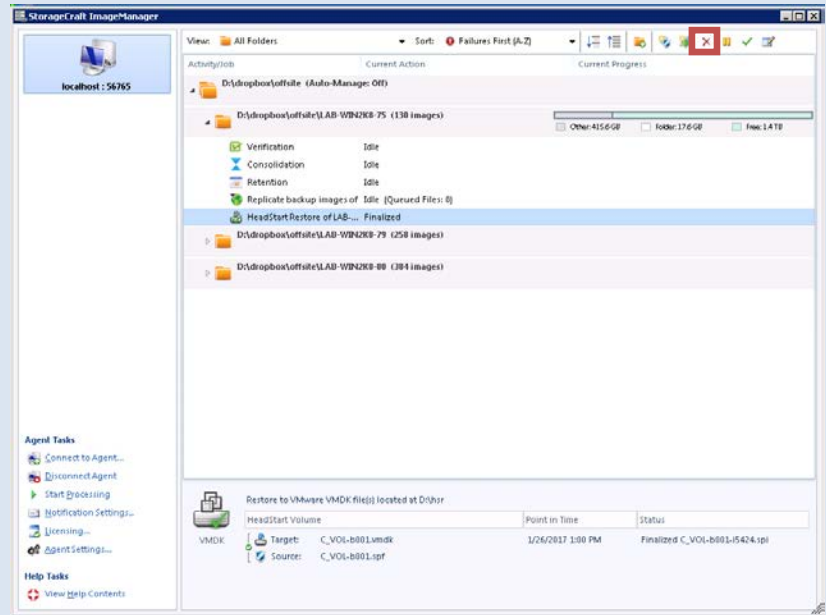 StorageCraft ImageManager
localhost : 56765
View: All Folders Sort: Failures First (A-Z)
Activity/Job Current Action Current Progress
D:\dropbox\offsite (Auto-Manage: Off)
D:\dropbox\offsite\LAB-WIN2K8-75 (130 images)
Other: 415.6 GB Folder: 17.6 GB Free: 1.4 TB
Verification Idle
Consolidation Idle
Retention Idle
Replicate backup images of Idle (Queued Files: 0)
HeadStart Restore of LAB-... Finalized
D:\dropbox\offsite\LAB-WIN2K8-79 (250 images)
D:\dropbox\offsite\LAB-WIN2K8-80 (304 images)
Agent Tasks
Connect to Agent...
Disconnect Agent
Start Processing
Notification Settings...
Licensing...
Agent Settings...
Help Tasks
View Help Contents
Restore to VMware VMDK file(s) located at D:\hsr
HeadStart Volume Point in Time Status
VMDK
Target: C_VOL-b001.vmdk 1/26/2017 1:00 PM Finalized C_VOL-b001-i5424.spi
Source: C_VOL-b001.spf